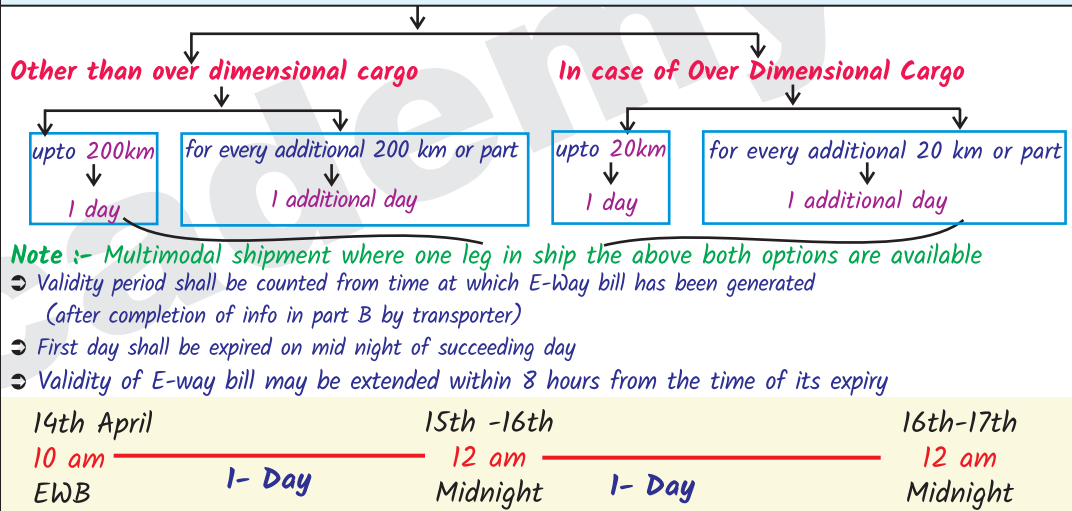 Other than over dimensional cargo
In case of Over Dimensional Cargo
upto 200km
1 day
for every additional 200 km or part
1 additional day
upto 20km
1 day
for every additional 20 km or part
1 additional day
Note :- Multimodal shipment where one leg in ship the above both options are available
Validity period shall be counted from time at which E-Way bill has been generated
(after completion of info in part B by transporter)
First day shall be expired on mid night of succeeding day
Validity of E-way bill may be extended within 8 hours from the time of its expiry
14th April
10 am
EWB
1- Day
15th -16th
12 am
Midnight
1- Day
16th-17th
12 am
Midnight
cademy